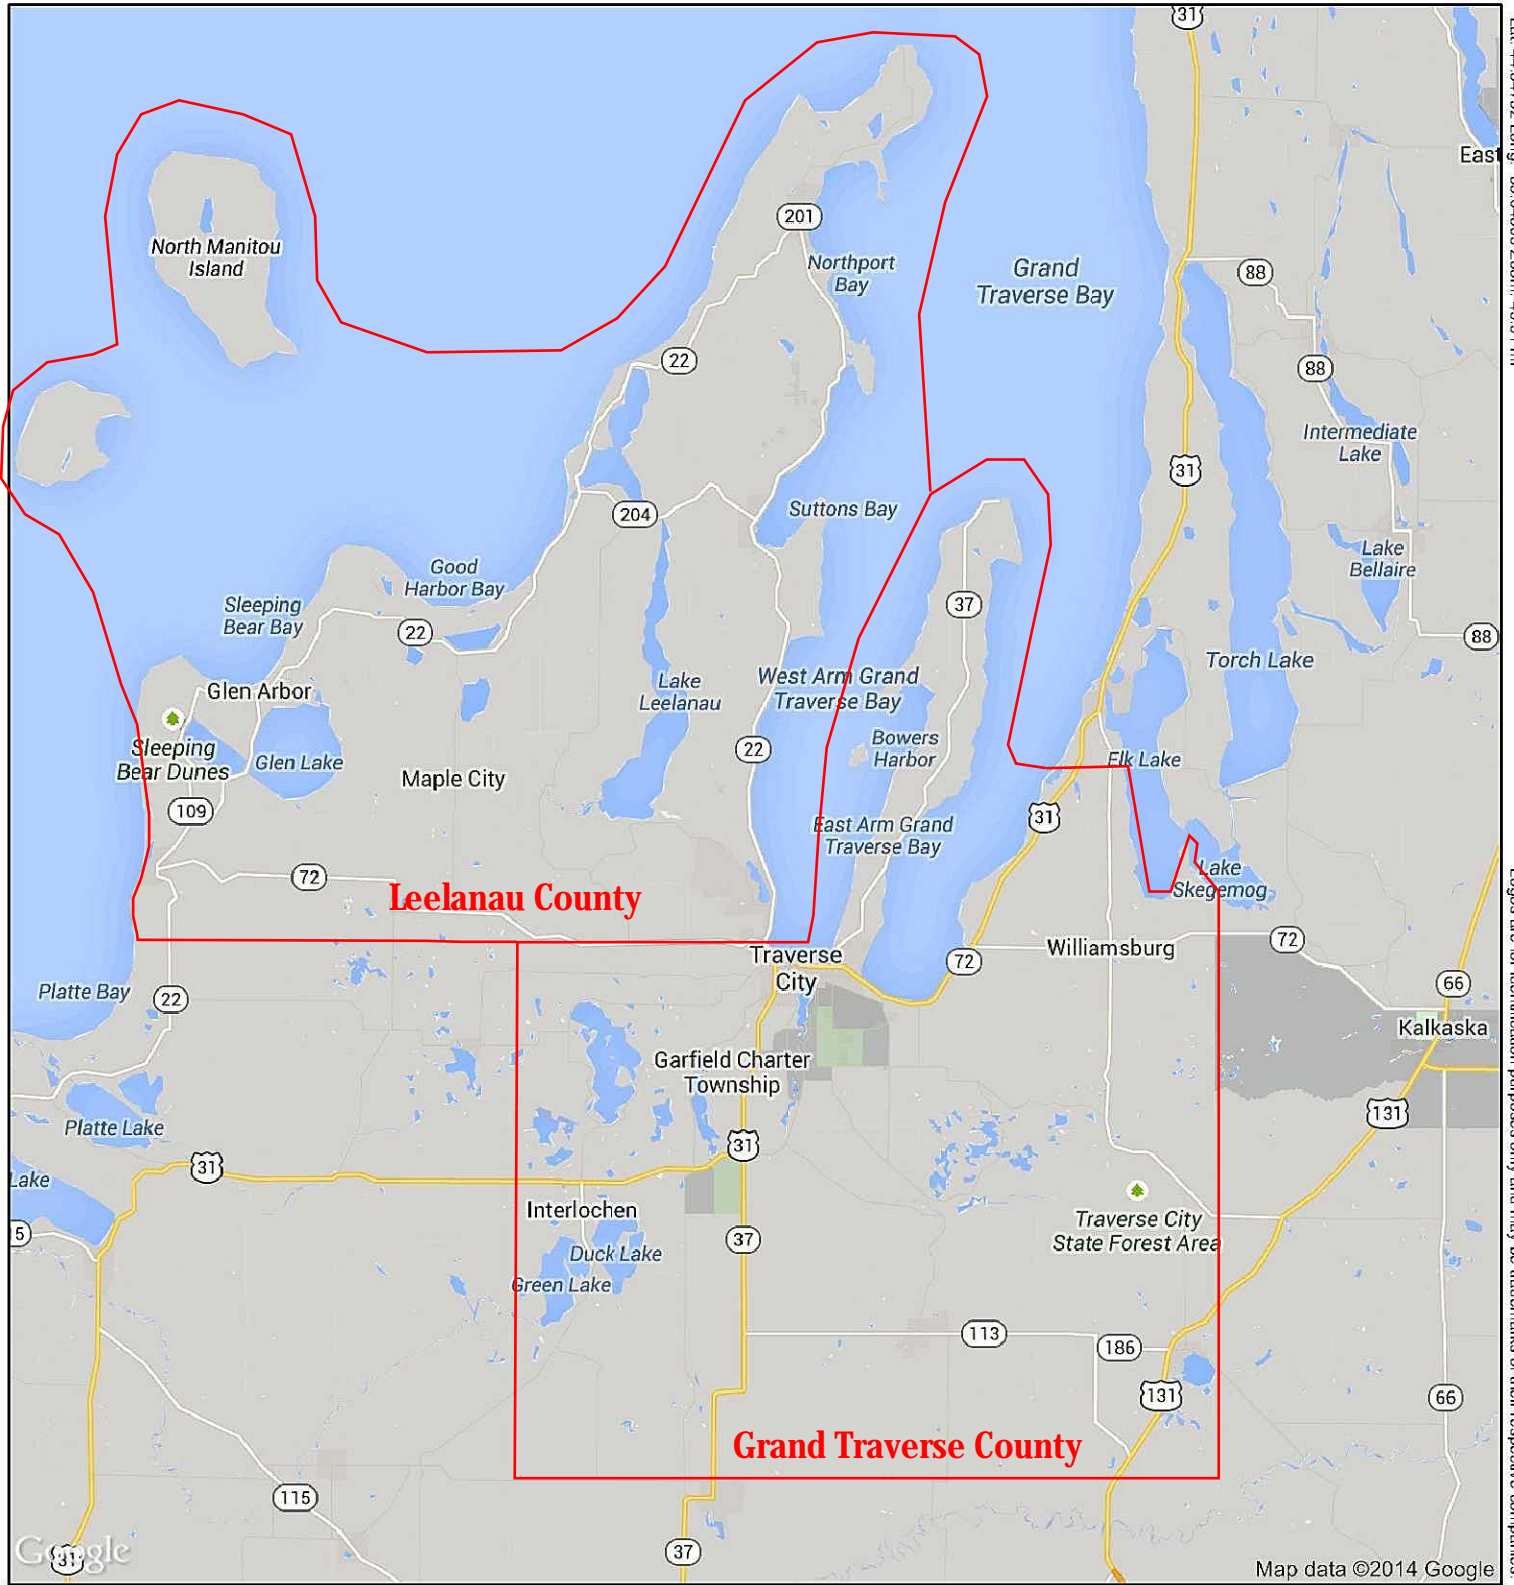 31
East
North Manitou
Island
201
Northport
Bay
Grand
Traverse Bay
88
22
88
Intermediate
Lake
31
204
Suttons Bay
Good
Harbor Bay
Lake
Bellaire
Sleeping
Bear Bay
22
37
88
Glen Arbor
Lake
Leelanau
West Arm Grand
Traverse Bay
Torch Lake
Sleeping
Bear Dunes
Glen Lake
Maple City
22
Bowers
Harbor
Elk Lake
109
East Arm Grand
Traverse Bay
31
72
Leelanau County
Lake
Skegemog
Traverse
City
72
Williamsburg
72
Platte Bay
22
66
Kalkaska
Garfield Charter
Township
Platte Lake
131
31
31
Lake
Interlochen
Traverse City
State Forest Area
5
37
Duck Lake
Green Lake
113
186
131
66
Grand Traverse County
115
Google
31
37
Map data ©2014 Google